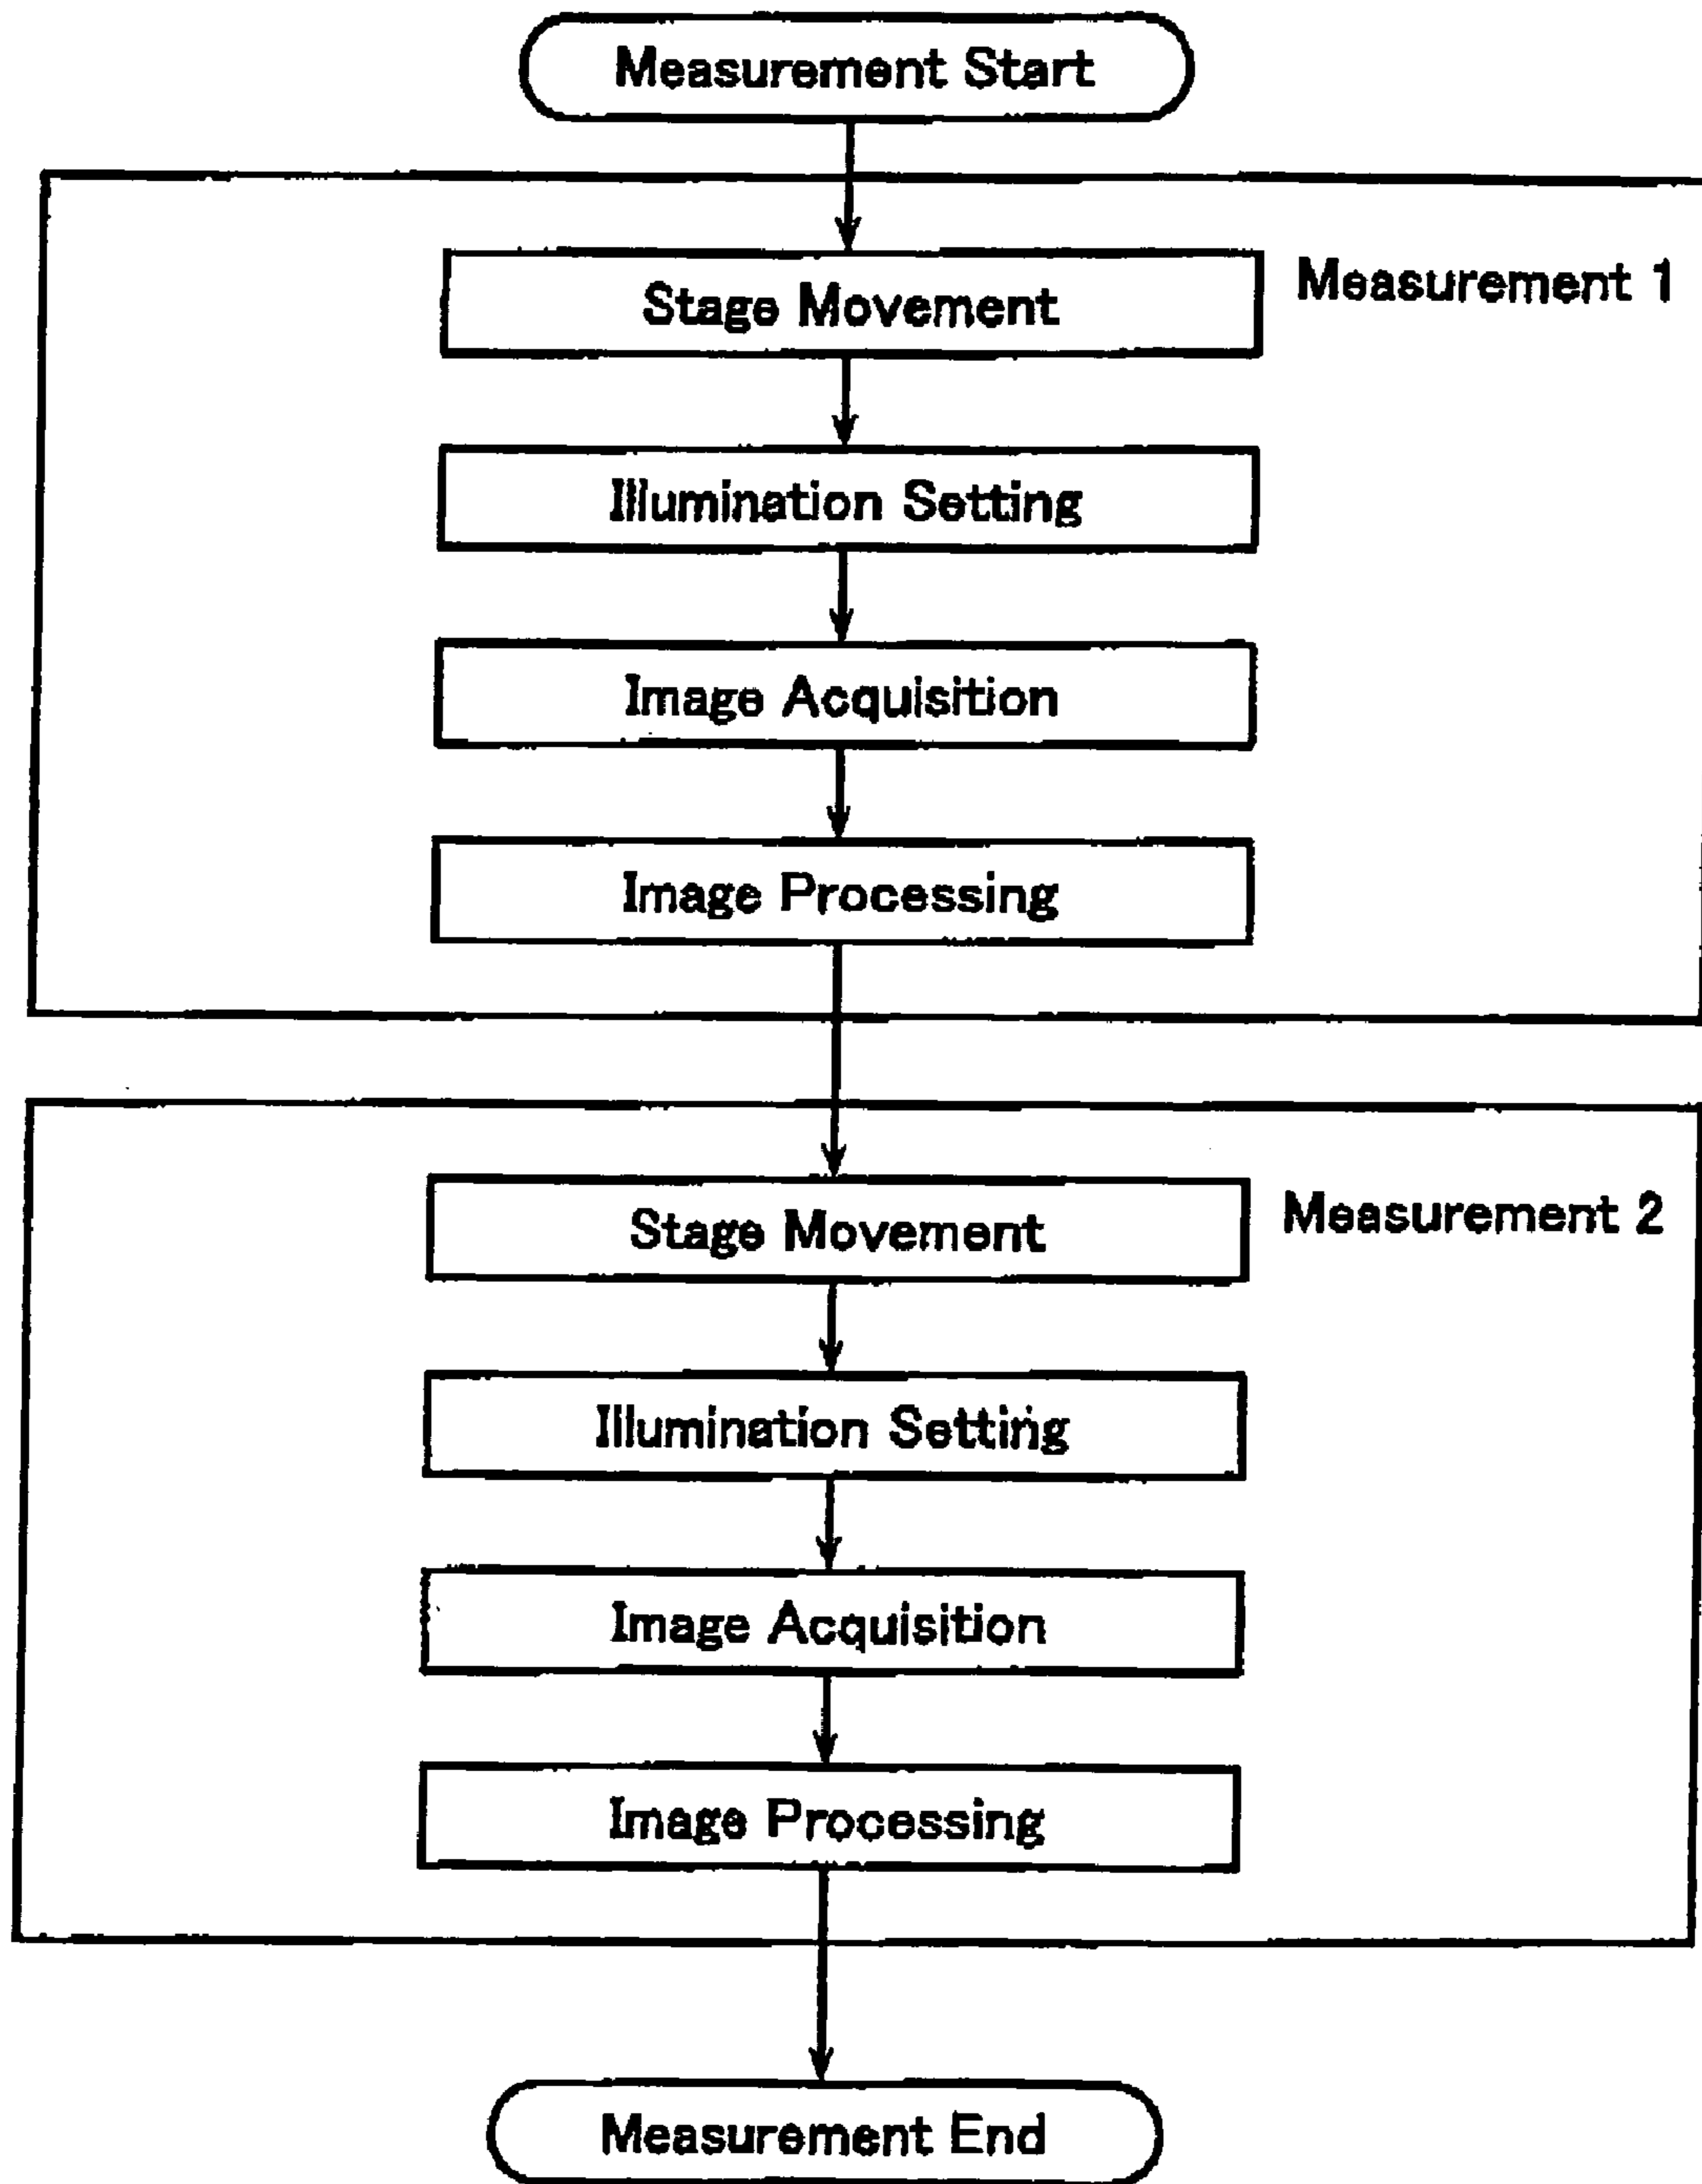 Measurement Start
Measurement 1
Stage Movement
Illumination Setting
Image Acquisition
Image Processing
Measurement 2
Stage Movement
Illumination Setting
Image Acquisition
Image Processing
Measurement End